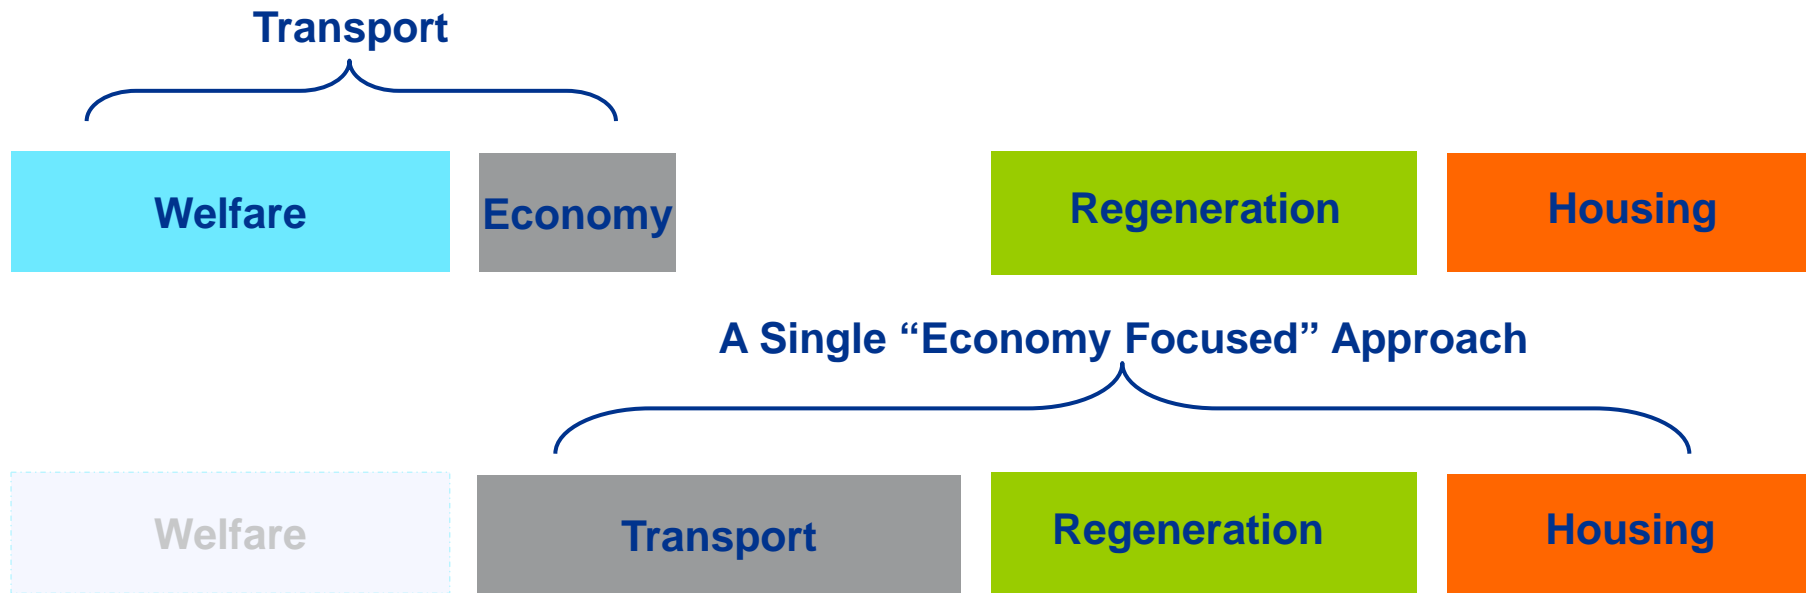 Transport
Welfare
Economy
Regeneration
Housing
A Single “Economy Focused” Approach
Welfare
Transport
Regeneration
Housing